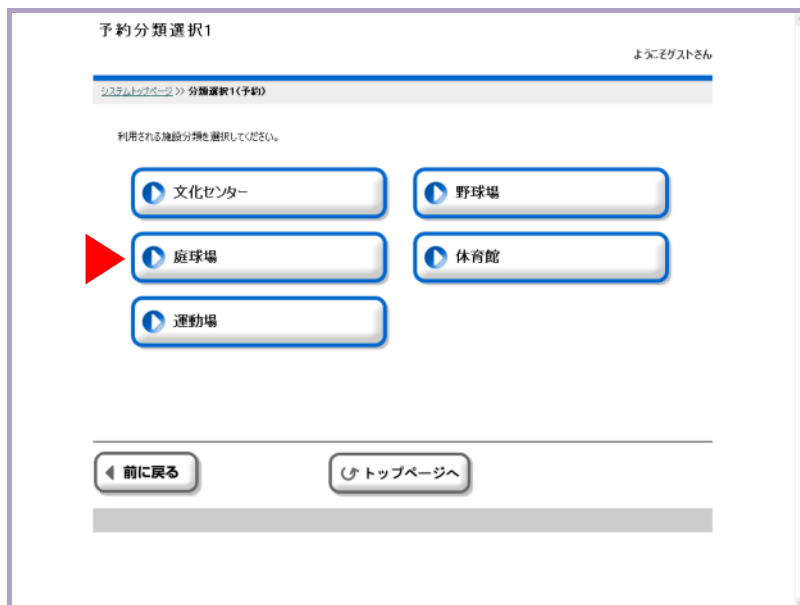 予約分類選択1
ようこそゲストさん
システムトップページ >> 分類選択1(予約)
利用される施設分類を選択してください。
文化センター 野球場
庭球場 体育館
運動場
前に戻る トップページへ